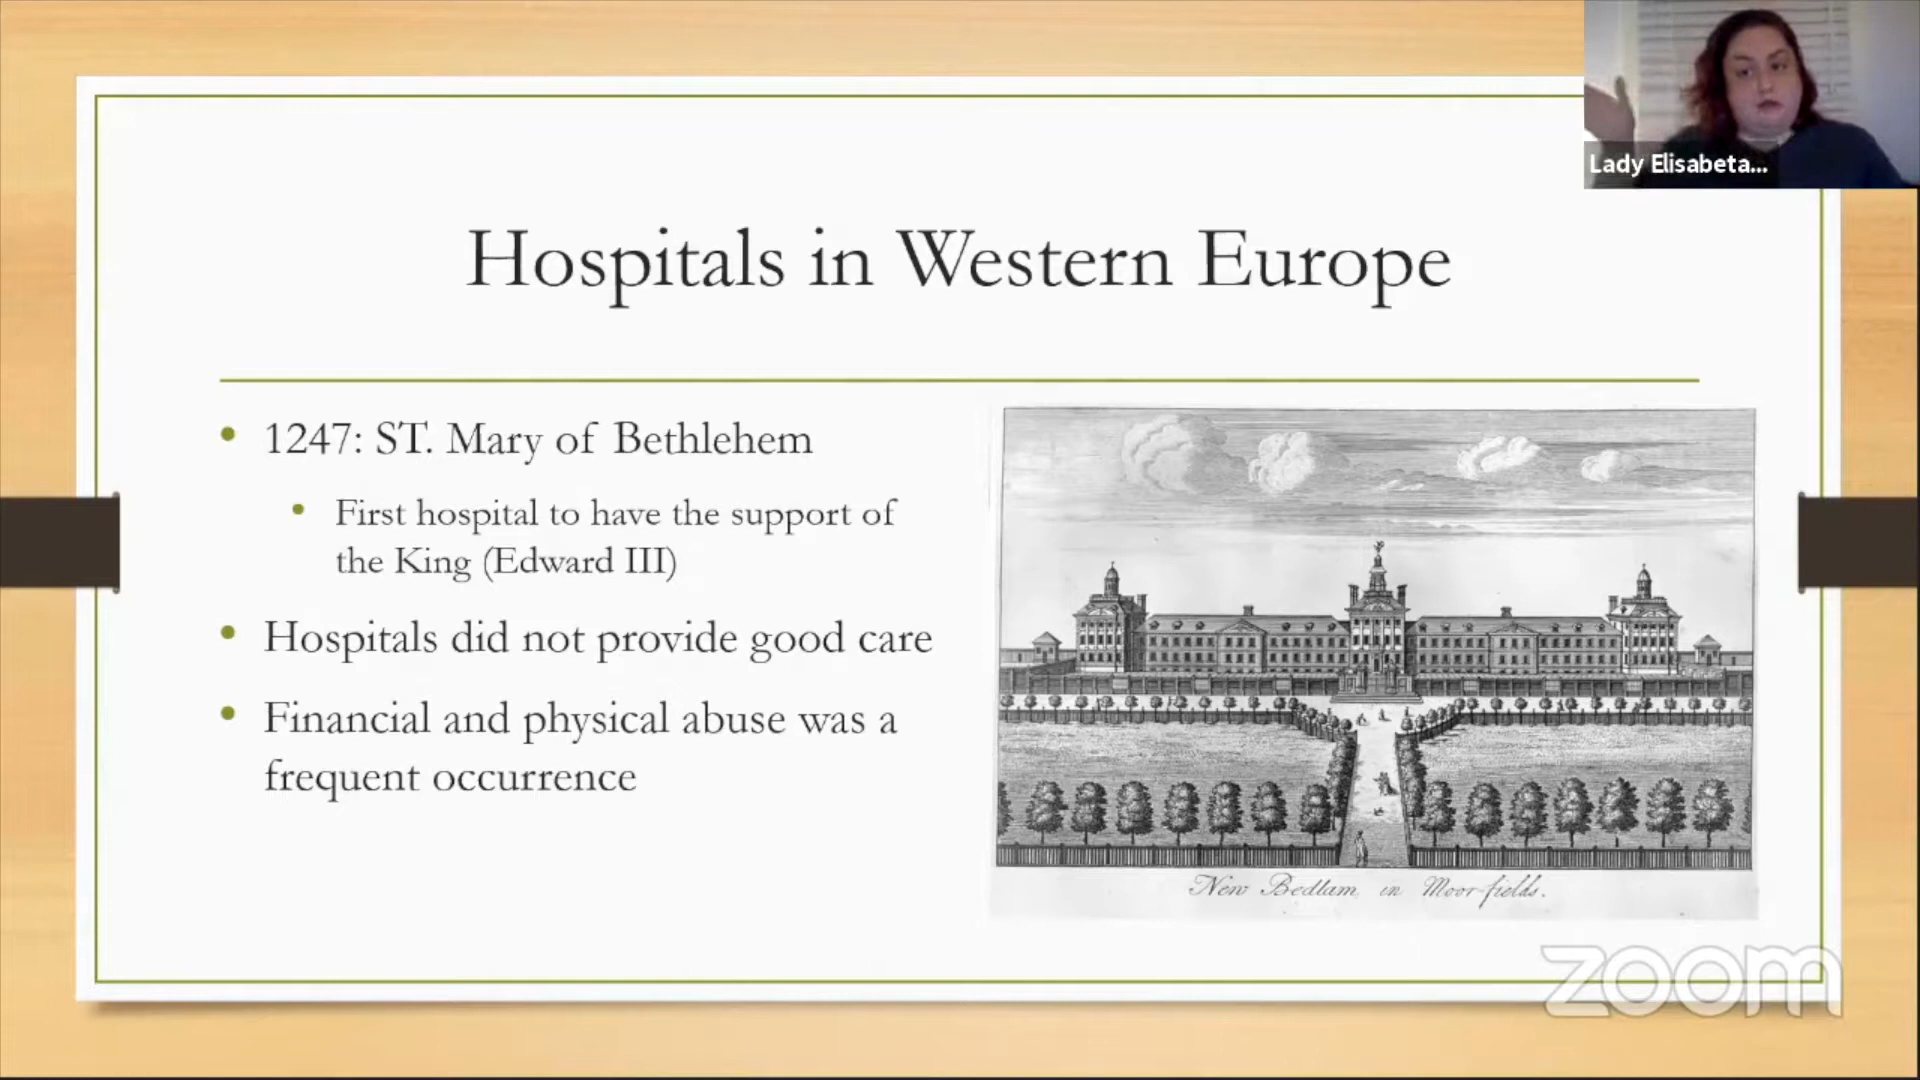 Lady Elisabeta...
Hospitals in Western Europe
• 1247: ST. Mary of Bethlehem
• First hospital to have the support of
the King (Edward III)
• Hospitals did not provide good care
• Financial and physical abuse was a
frequent occurrence
New Bedlam in Moor-fields.
zoom